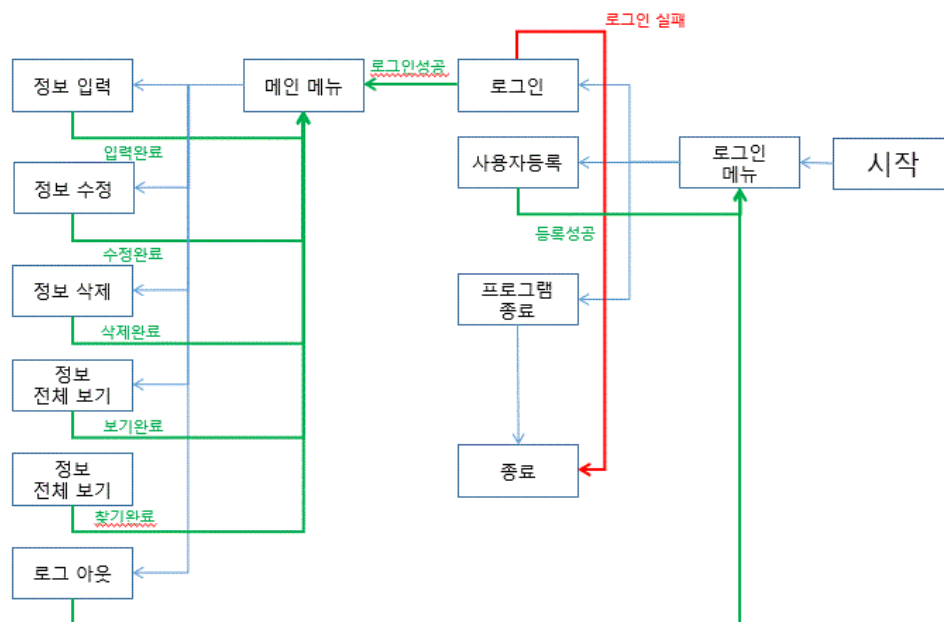 로그인 실패
로그인성공
정보 입력
메인 메뉴
로그인
입력완료
사용자등록
로그인
메뉴
시작
정보 수정
등록성공
수정완료
정보 삭제
프로그램
종료
삭제완료
정보
전체 보기
보기완료
정보
전체 보기
종료
찾기완료
로그 아웃